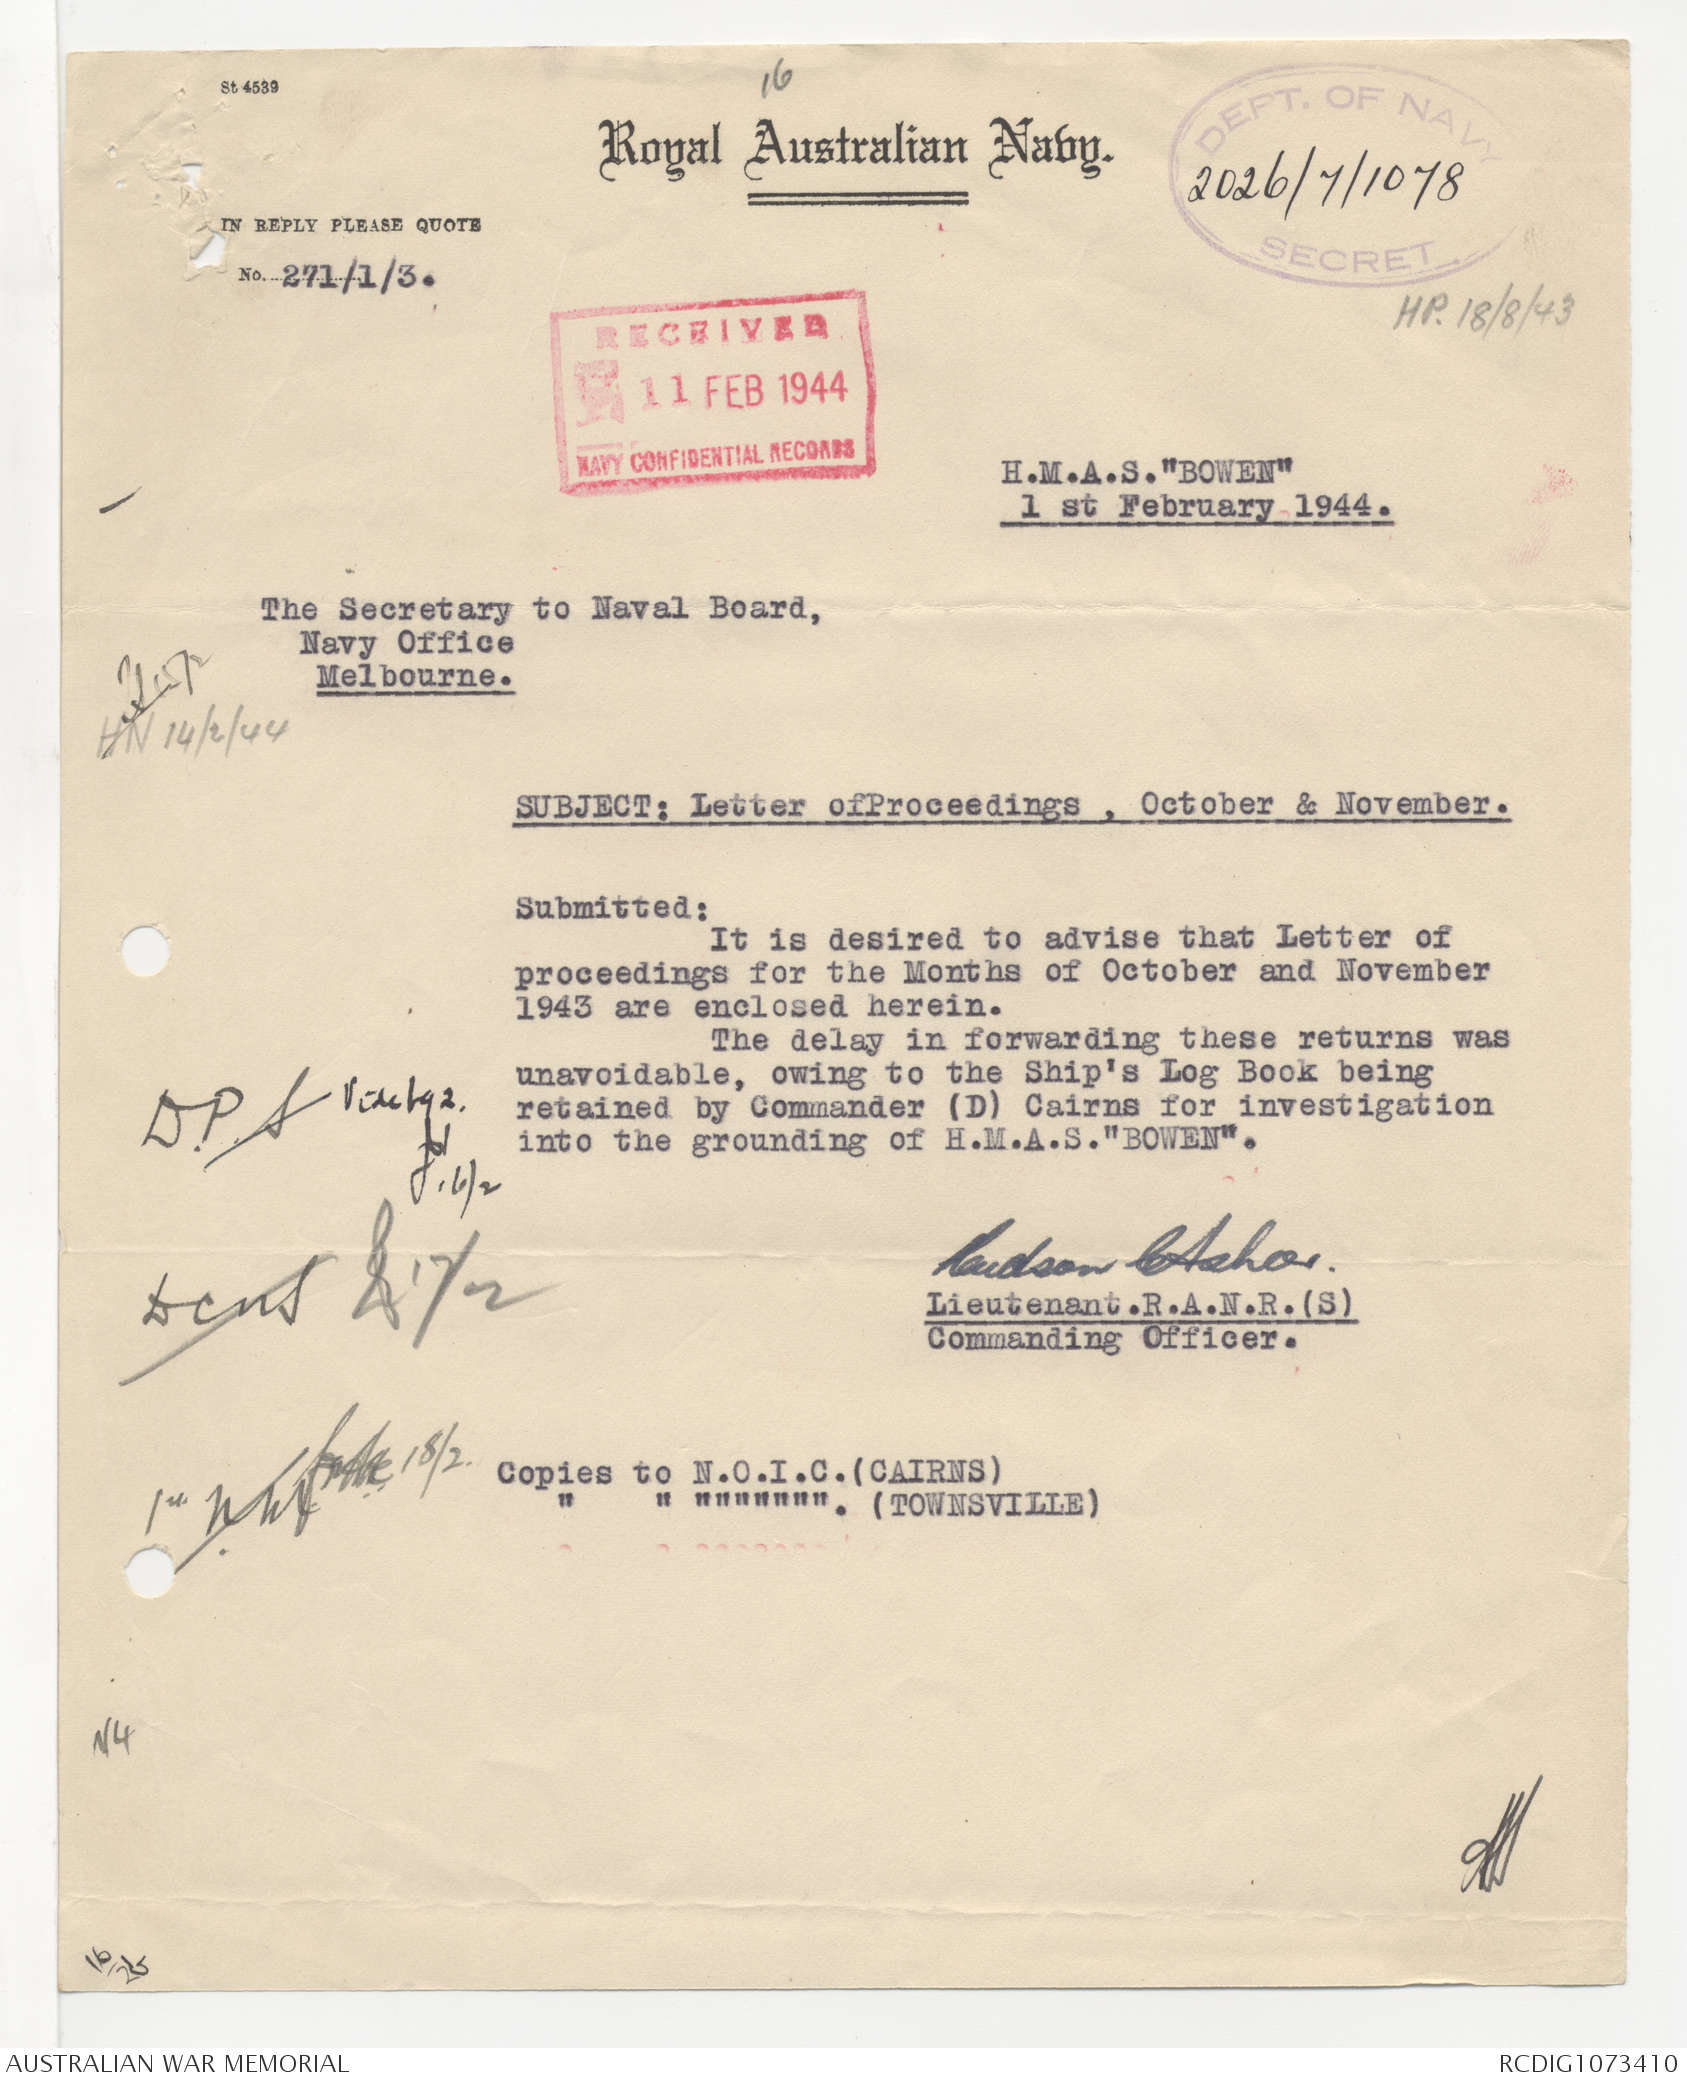 St 4539
16
Royal Australian Navy.
DEPT. OF NAVY
2026/7/1078
SECRET
HP. 18/8/43
IN REPLY PLEASE QUOTE
No. 271/1/3.
RECEIVED
11 FEB 1944
NAVY CONFIDENTIAL RECORDS
H.M.A.S."BOWEN"
1 st February 1944.
The Secretary to Naval Board,
Navy Office
Melbourne.
HN 14/2/44
SUBJECT: Letter ofProceedings , October & November.
Submitted:
It is desired to advise that Letter of
proceedings for the Months of October and November
1943 are enclosed herein.
The delay in forwarding these returns was
unavoidable, owing to the Ship's Log Book being
retained by Commander (D) Cairns for investigation
into the grounding of H.M.A.S."BOWEN".
D.P.S
16/2
DCNS 17/2
Lieutenant.R.A.N.R.(S)
Commanding Officer.
18/2.
Copies to N.O.I.C.(CAIRNS)
" " """"""". (TOWNSVILLE)
N4
AUSTRALIAN WAR MEMORIAL
RCDIG1073410